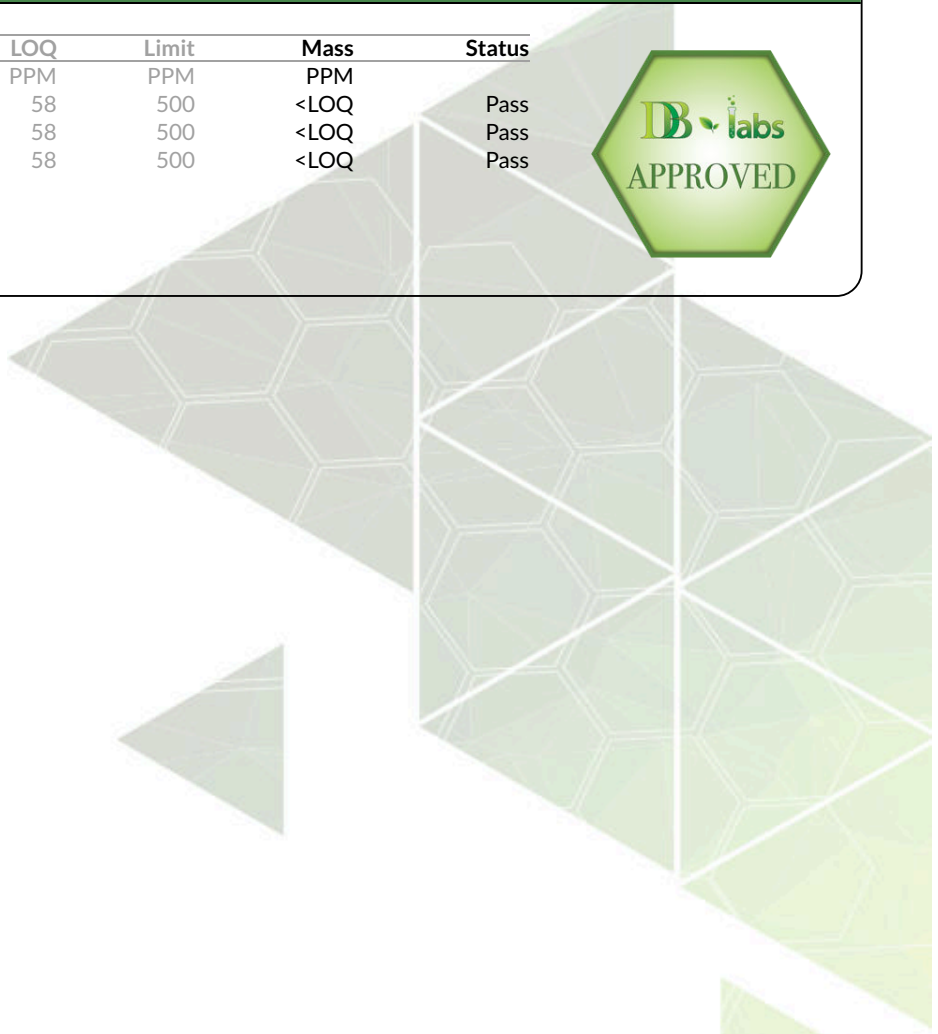 LOQ Limit Mass Status
PPM PPM PPM
58 500 <LOQ Pass
58 500 <LOQ Pass
58 500 <LOQ Pass
DB labs
APPROVED